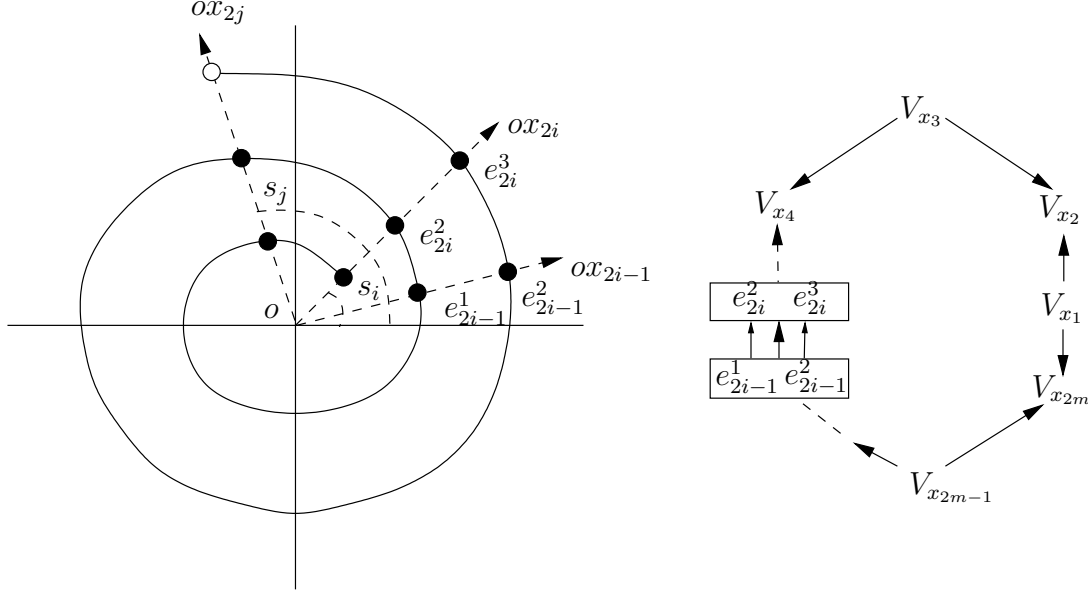 ox_{2j}
ox_{2i}
e^3_{2i}
s_j
e^2_{2i}
ox_{2i-1}
s_i
e^1_{2i-1}
e^2_{2i-1}
o
V_{x_3}
V_{x_4}
V_{x_2}
e^2_{2i} e^3_{2i}
V_{x_1}
e^1_{2i-1} e^2_{2i-1}
V_{x_{2m}}
V_{x_{2m-1}}